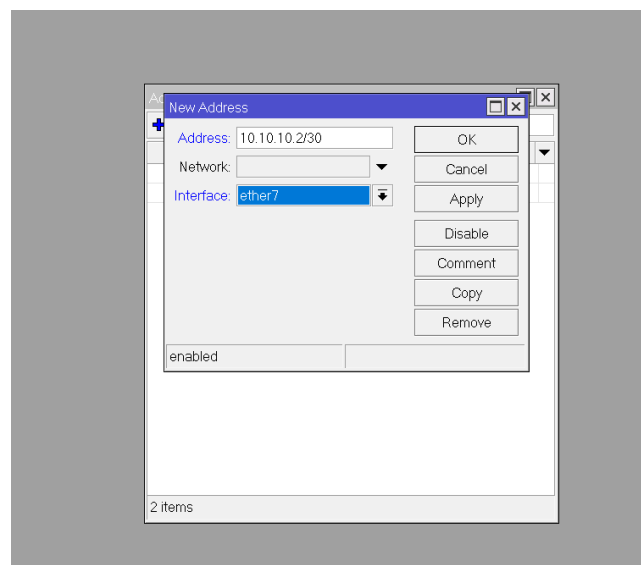 New Address
Address: 10.10.10.2/30
OK
Network:
Cancel
Interface: ether7
Apply
Disable
Comment
Copy
Remove
enabled
2 items